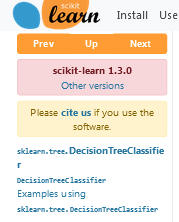 scikit
learn
Install Use
Prev Up Next
scikit-learn 1.3.0
Other versions
Please cite us if you use the
software.
sklearn.tree.DecisionTreeClassifie
r
DecisionTreeClassifier
Examples using
sklearn.tree.DecisionTreeClassifier